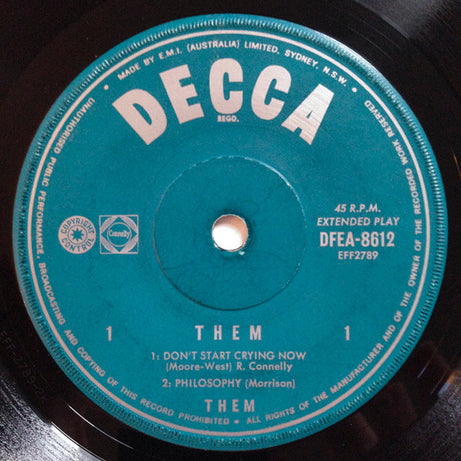 • MADE BY E.M.I. (AUSTRALIA) LIMITED, SYDNEY, N.S.W. •
DECCA
REGD.
45 R.P.M.
EXTENDED PLAY
DFEA-8612
EFF2789
COPYRIGHT
CONTROL
Connelly
1 THEM 1
1: DON'T START CRYING NOW
(Moore-West) R. Connelly
2: PHILOSOPHY (Morrison)
THEM
UNAUTHORISED PUBLIC PERFORMANCE, BROADCASTING AND COPYING OF THIS RECORD PROHIBITED • ALL RIGHTS OF THE MANUFACTURER AND OF THE OWNER OF THE RECORDED WORK RESERVED